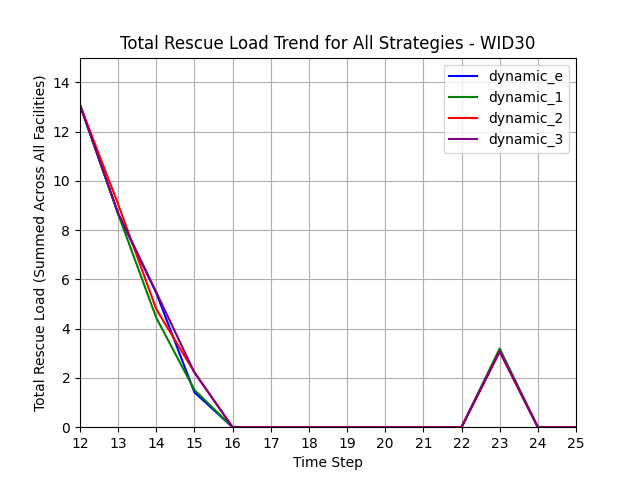 Total Rescue Load Trend for All Strategies - WID30
Total Rescue Load (Summed Across All Facilities)
14
12
10
8
6
4
2
0
dynamic_e
dynamic_1
dynamic_2
dynamic_3
12 13 14 15 16 17 18 19 20 21 22 23 24 25
Time Step